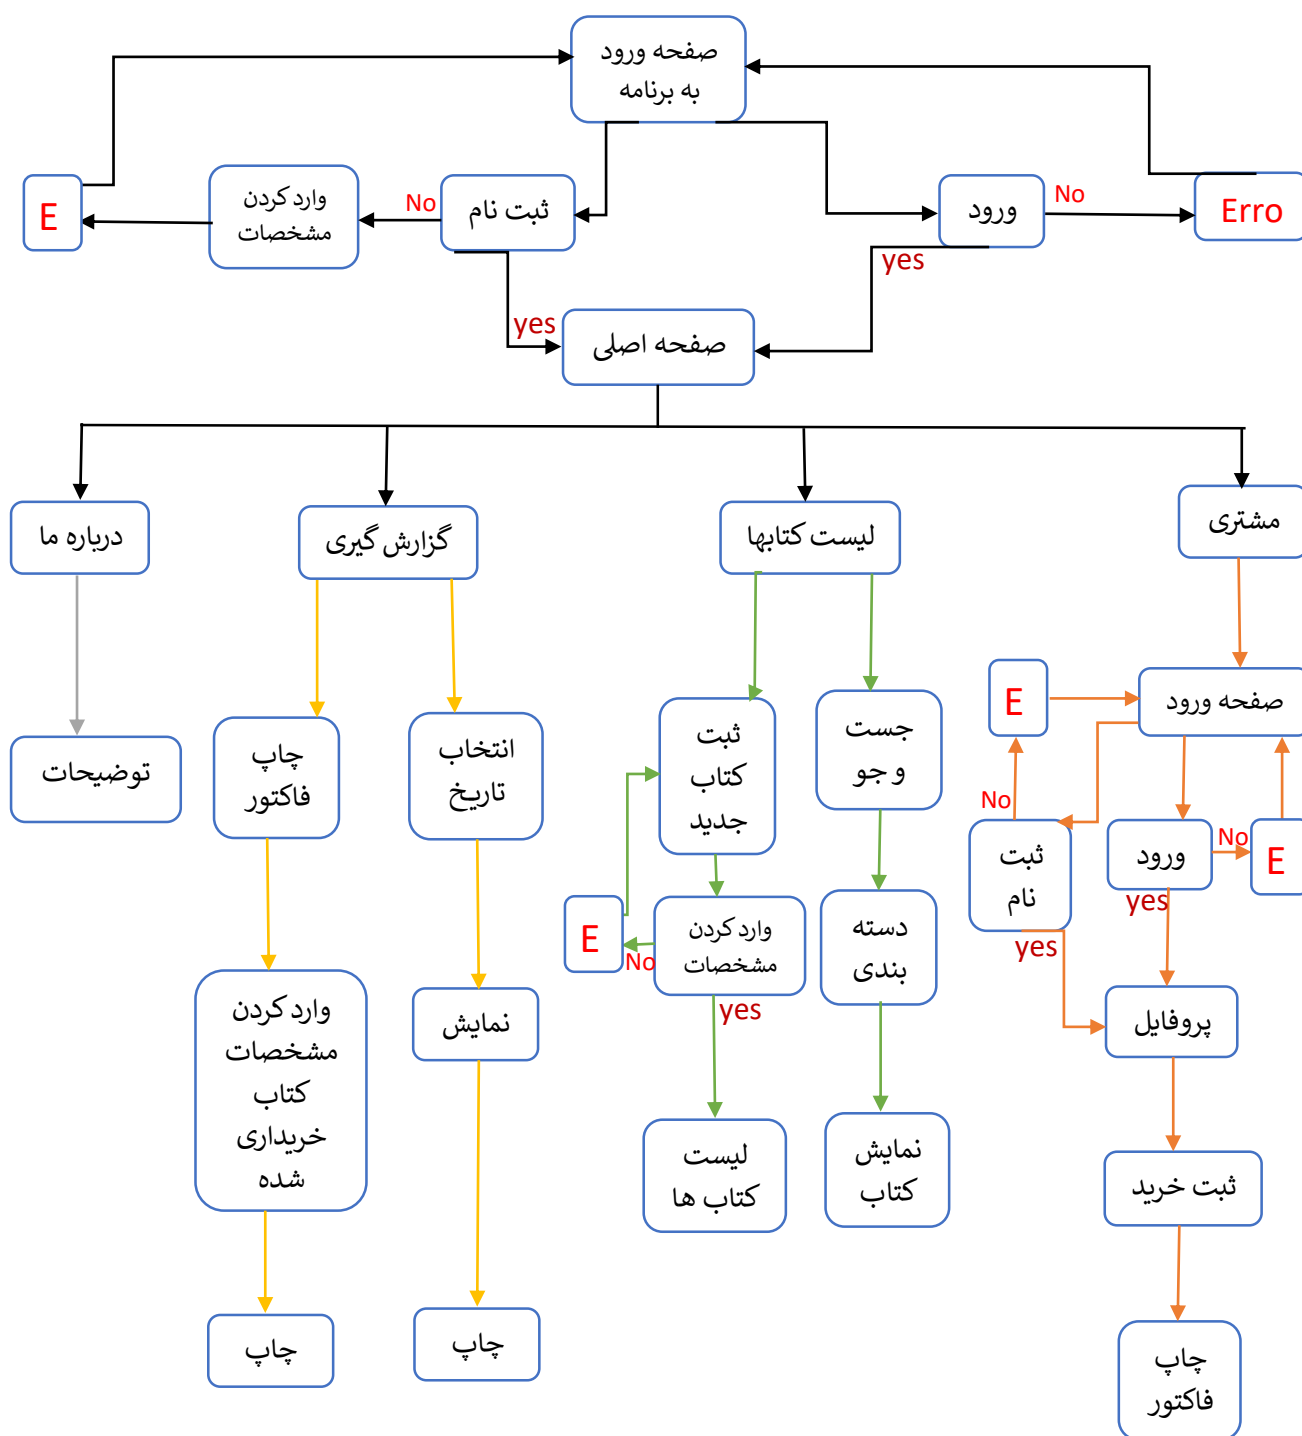 صفحه ورود
به برنامه
E
وارد کردن
مشخصات
No
ثبت نام
ورود
No
Erro
yes
yes
صفحه اصلی
درباره ما
گزارش گیری
لیست کتابها
مشتری
توضیحات
چاپ
فاکتور
انتخاب
تاریخ
ثبت
کتاب
جدید
جست
و جو
E
صفحه ورود
No
ثبت
نام
ورود
No
E
yes
yes
E
No
وارد کردن
مشخصات
yes
دسته
بندی
پروفایل
وارد کردن
مشخصات
کتاب
خریداری
شده
نمایش
لیست
کتاب ها
نمایش
کتاب
ثبت خرید
چاپ
چاپ
چاپ
فاکتور